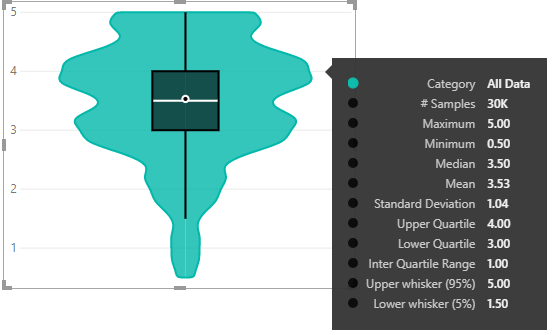 5
4
3
2
1
Category All Data
# Samples 30K
Maximum 5.00
Minimum 0.50
Median 3.50
Mean 3.53
Standard Deviation 1.04
Upper Quartile 4.00
Lower Quartile 3.00
Inter Quartile Range 1.00
Upper whisker (95%) 5.00
Lower whisker (5%) 1.50